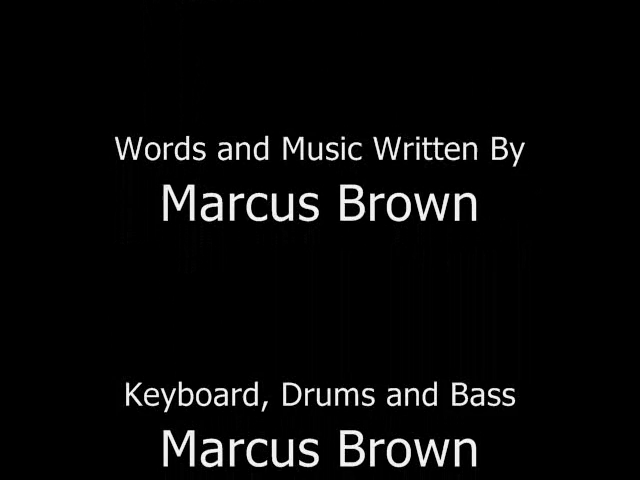 Words and Music Written By
Marcus Brown
Keyboard, Drums and Bass
Marcus Brown